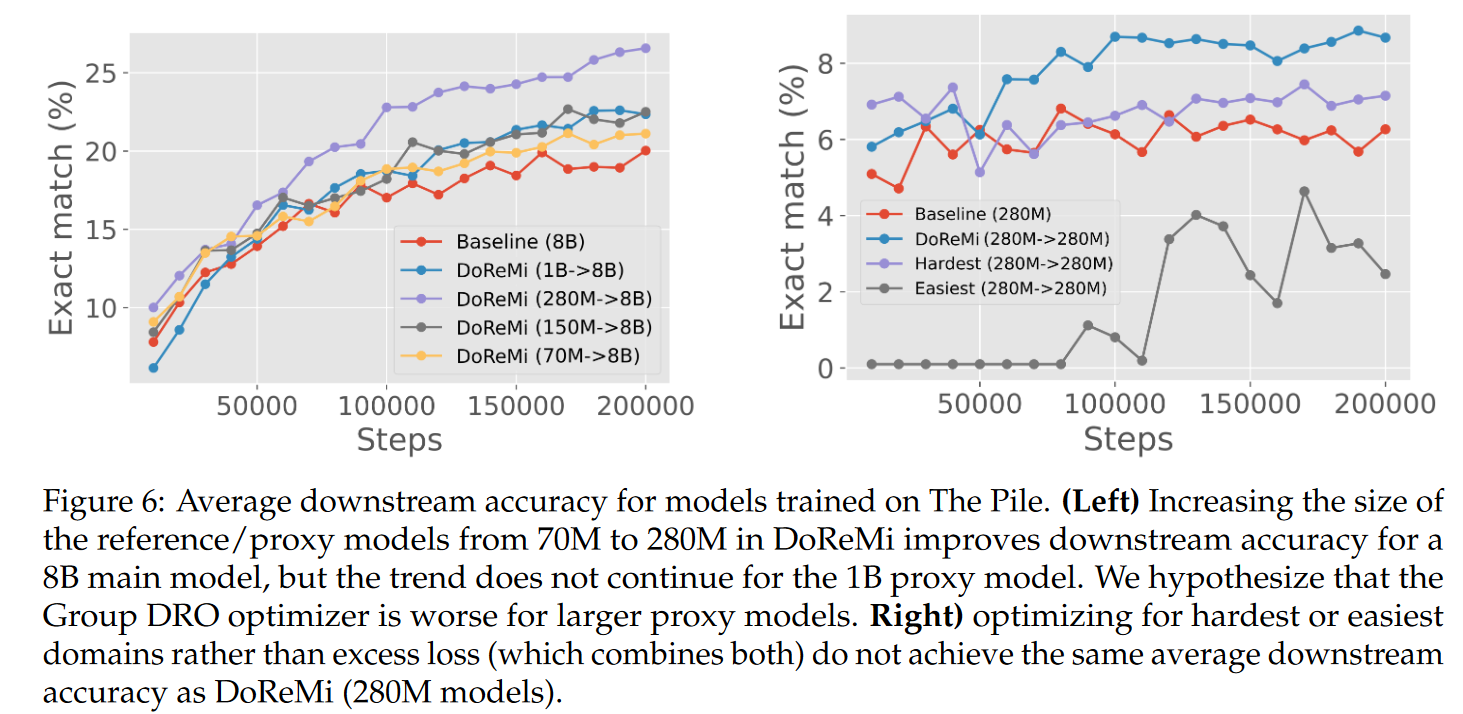 Exact match (%)
25
20
15
10
Baseline (8B)
DoReMi (1B->8B)
DoReMi (280M->8B)
DoReMi (150M->8B)
DoReMi (70M->8B)
50000 100000 150000 200000
Steps
Exact match (%)
8
6
4
2
0
Baseline (280M)
DoReMi (280M->280M)
Hardest (280M->280M)
Easiest (280M->280M)
50000 100000 150000 200000
Steps
Figure 6: Average downstream accuracy for models trained on The Pile. (Left) Increasing the size of
the reference/proxy models from 70M to 280M in DoReMi improves downstream accuracy for a
8B main model, but the trend does not continue for the 1B proxy model. We hypothesize that the
Group DRO optimizer is worse for larger proxy models. Right) optimizing for hardest or easiest
domains rather than excess loss (which combines both) do not achieve the same average downstream
accuracy as DoReMi (280M models).